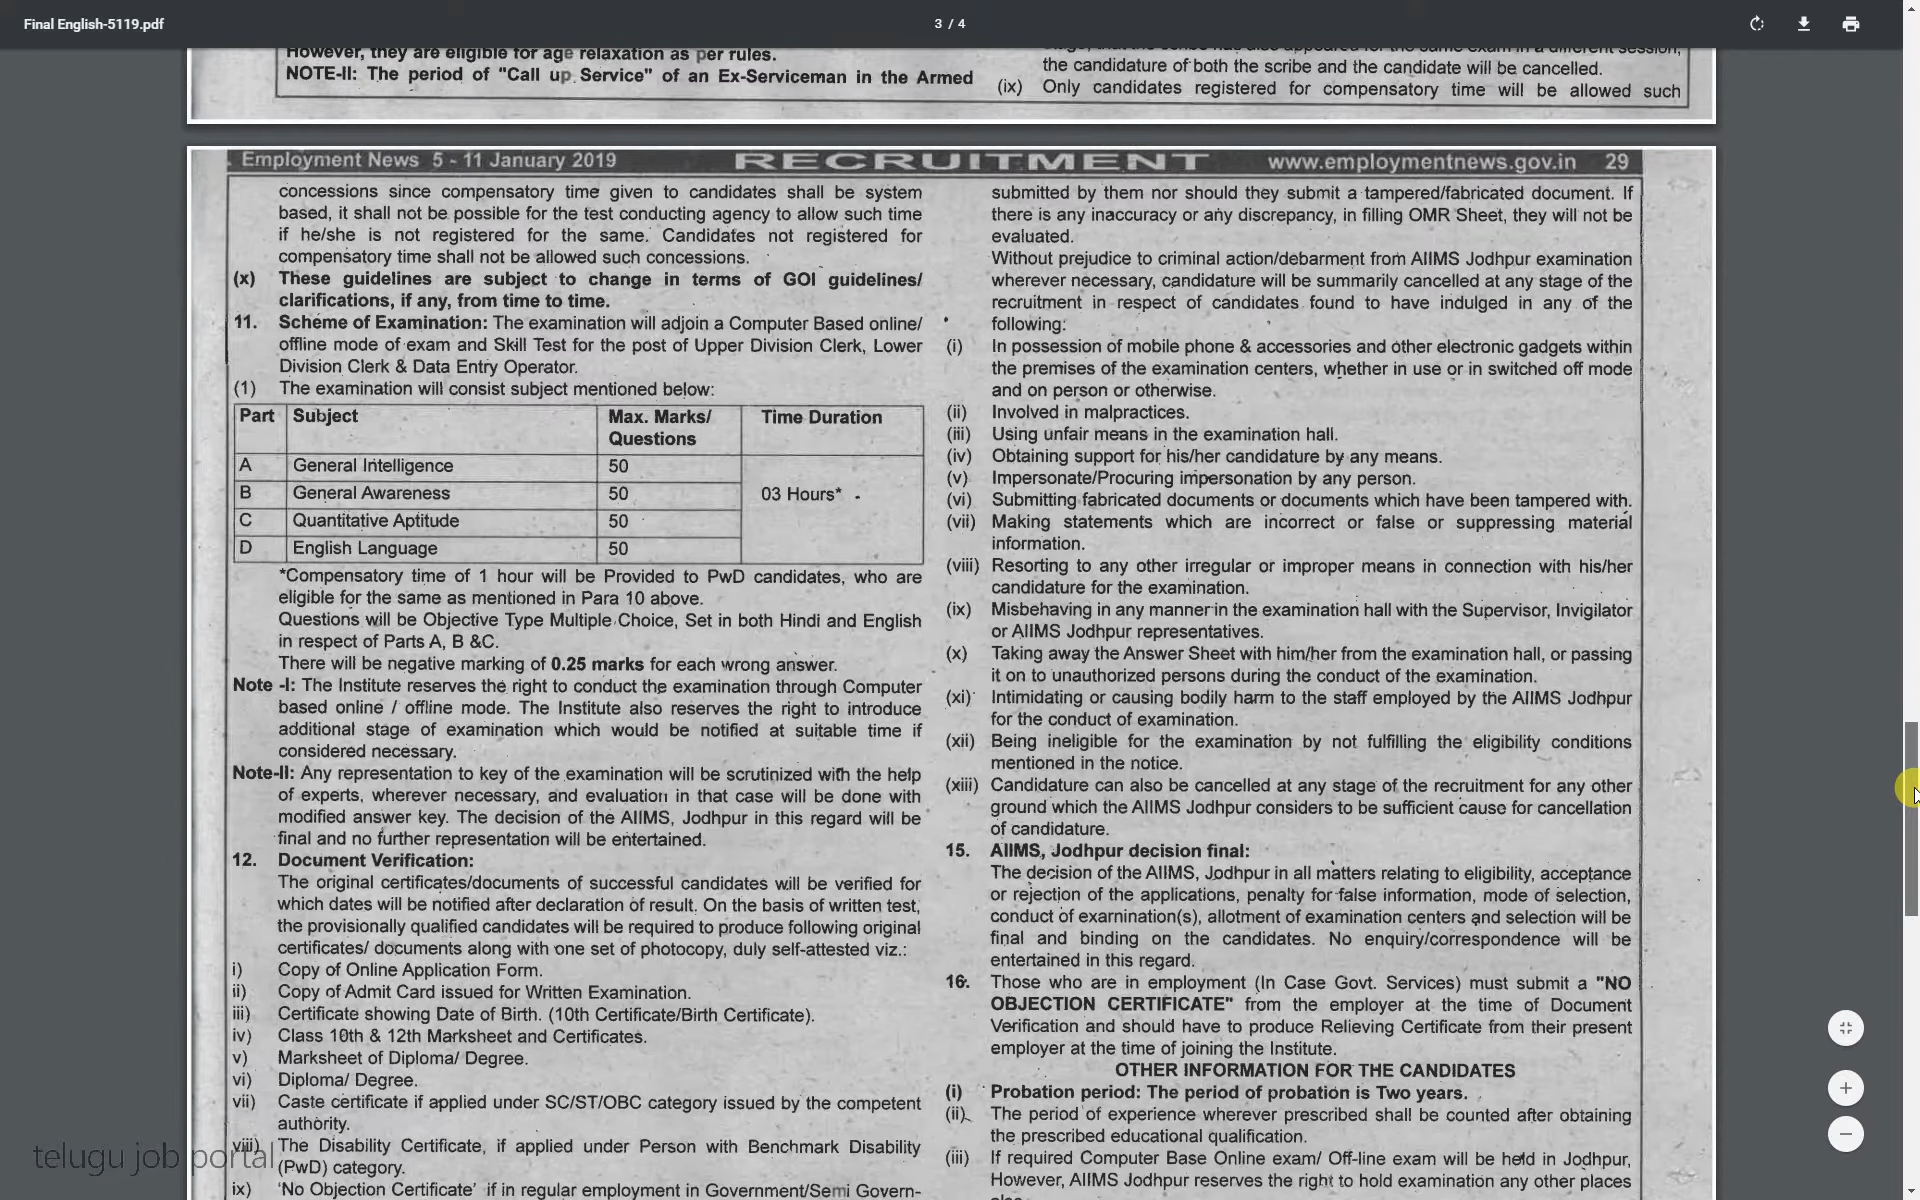 Final English-5119.pdf
3 / 4
However, they are eligible for age relaxation as per rules.
NOTE-II: The period of "Call up Service" of an Ex-Serviceman in the Armed
the candidature of both the scribe and the candidate will be cancelled.
(ix) Only candidates registered for compensatory time will be allowed such
Employment News 5 - 11 January 2019 RECRUITMENT www.employmentnews.gov.in 29
concessions since compensatory time given to candidates shall be system
based, it shall not be possible for the test conducting agency to allow such time
if he/she is not registered for the same. Candidates not registered for
compensatory time shall not be allowed such concessions.
(x) These guidelines are subject to change in terms of GOI guidelines/
clarifications, if any, from time to time.
11. Scheme of Examination: The examination will adjoin a Computer Based online/
offline mode of exam and Skill Test for the post of Upper Division Clerk, Lower
Division Clerk & Data Entry Operator.
(1) The examination will consist subject mentioned below:
Part Subject Max. Marks/ Time Duration
Questions
A General Intelligence 50
B General Awareness 50 03 Hours*
C Quantitative Aptitude 50
D English Language 50
*Compensatory time of 1 hour will be Provided to PwD candidates, who are
eligible for the same as mentioned in Para 10 above.
Questions will be Objective Type Multiple Choice, Set in both Hindi and English
in respect of Parts A, B &C.
There will be negative marking of 0.25 marks for each wrong answer.
Note -I: The Institute reserves the right to conduct the examination through Computer
based online / offline mode. The Institute also reserves the right to introduce
additional stage of examination which would be notified at suitable time if
considered necessary.
Note-II: Any representation to key of the examination will be scrutinized with the help
of experts, wherever necessary, and evaluation in that case will be done with
modified answer key. The decision of the AIIMS, Jodhpur in this regard will be
final and no further representation will be entertained.
12. Document Verification:
The original certificates/documents of successful candidates will be verified for
which dates will be notified after declaration of result. On the basis of written test,
the provisionally qualified candidates will be required to produce following original
certificates/ documents along with one set of photocopy, duly self-attested viz.:
i) Copy of Online Application Form.
ii) Copy of Admit Card issued for Written Examination.
iii) Certificate showing Date of Birth. (10th Certificate/Birth Certificate).
iv) Class 10th & 12th Marksheet and Certificates.
v) Marksheet of Diploma/ Degree.
vi) Diploma/ Degree.
vii) Caste certificate if applied under SC/ST/OBC category issued by the competent
authority.
viii) The Disability Certificate, if applied under Person with Benchmark Disability
(PwD) category.
ix) 'No Objection Certificate' if in regular employment in Government/Semi Govern-
submitted by them nor should they submit a tampered/fabricated document. If
there is any inaccuracy or any discrepancy, in filling OMR Sheet, they will not be
evaluated.
Without prejudice to criminal action/debarment from AIIMS Jodhpur examination
wherever necessary, candidature will be summarily cancelled at any stage of the
recruitment in respect of candidates found to have indulged in any of the
following:
(i) In possession of mobile phone & accessories and other electronic gadgets within
the premises of the examination centers, whether in use or in switched off mode
and on person or otherwise.
(ii) Involved in malpractices.
(iii) Using unfair means in the examination hall.
(iv) Obtaining support for his/her candidature by any means.
(v) Impersonate/Procuring impersonation by any person.
(vi) Submitting fabricated documents or documents which have been tampered with.
(vii) Making statements which are incorrect or false or suppressing material
information.
(viii) Resorting to any other irregular or improper means in connection with his/her
candidature for the examination.
(ix) Misbehaving in any manner in the examination hall with the Supervisor, Invigilator
or AIIMS Jodhpur representatives.
(x) Taking away the Answer Sheet with him/her from the examination hall, or passing
it on to unauthorized persons during the conduct of the examination.
(xi) Intimidating or causing bodily harm to the staff employed by the AIIMS Jodhpur
for the conduct of examination.
(xii) Being ineligible for the examination by not fulfilling the eligibility conditions
mentioned in the notice.
(xiii) Candidature can also be cancelled at any stage of the recruitment for any other
ground which the AIIMS Jodhpur considers to be sufficient cause for cancellation
of candidature.
15. AIIMS, Jodhpur decision final:
The decision of the AIIMS, Jodhpur in all matters relating to eligibility, acceptance
or rejection of the applications, penalty for false information, mode of selection,
conduct of examination(s), allotment of examination centers and selection will be
final and binding on the candidates. No enquiry/correspondence will be
entertained in this regard.
16. Those who are in employment (In Case Govt. Services) must submit a "NO
OBJECTION CERTIFICATE" from the employer at the time of Document
Verification and should have to produce Relieving Certificate from their present
employer at the time of joining the Institute.
OTHER INFORMATION FOR THE CANDIDATES
(i) Probation period: The period of probation is Two years.
(ii) The period of experience wherever prescribed shall be counted after obtaining
the prescribed educational qualification.
(iii) If required Computer Base Online exam/ Off-line exam will be held in Jodhpur,
However, AIIMS Jodhpur reserves the right to hold examination any other places
telugu job portal